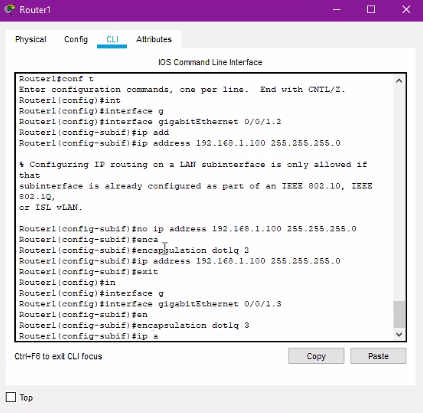 Router1
Physical Config CLI Attributes
IOS Command Line Interface
Router1#conf t
Enter configuration commands, one per line. End with CNTL/Z.
Router1(config)#int
Router1(config)#interface g
Router1(config)#interface gigabitEthernet 0/0/1.2
Router1(config-subif)#ip add
Router1(config-subif)#ip address 192.168.1.100 255.255.255.0
% Configuring IP routing on a LAN subinterface is only allowed if
that
subinterface is already configured as part of an IEEE 802.10, IEEE
802.1Q,
or ISL vLAN.
Router1(config-subif)#no ip address 192.168.1.100 255.255.255.0
Router1(config-subif)#enca
Router1(config-subif)#encapsulation dot1q 2
Router1(config-subif)#ip address 192.168.1.100 255.255.255.0
Router1(config-subif)#exit
Router1(config)#in
Router1(config)#interface g
Router1(config)#interface gigabitEthernet 0/0/1.3
Router1(config-subif)#en
Router1(config-subif)#encapsulation dot1q 3
Router1(config-subif)#ip a
Ctrl+F6 to exit CLI focus Copy Paste
Top